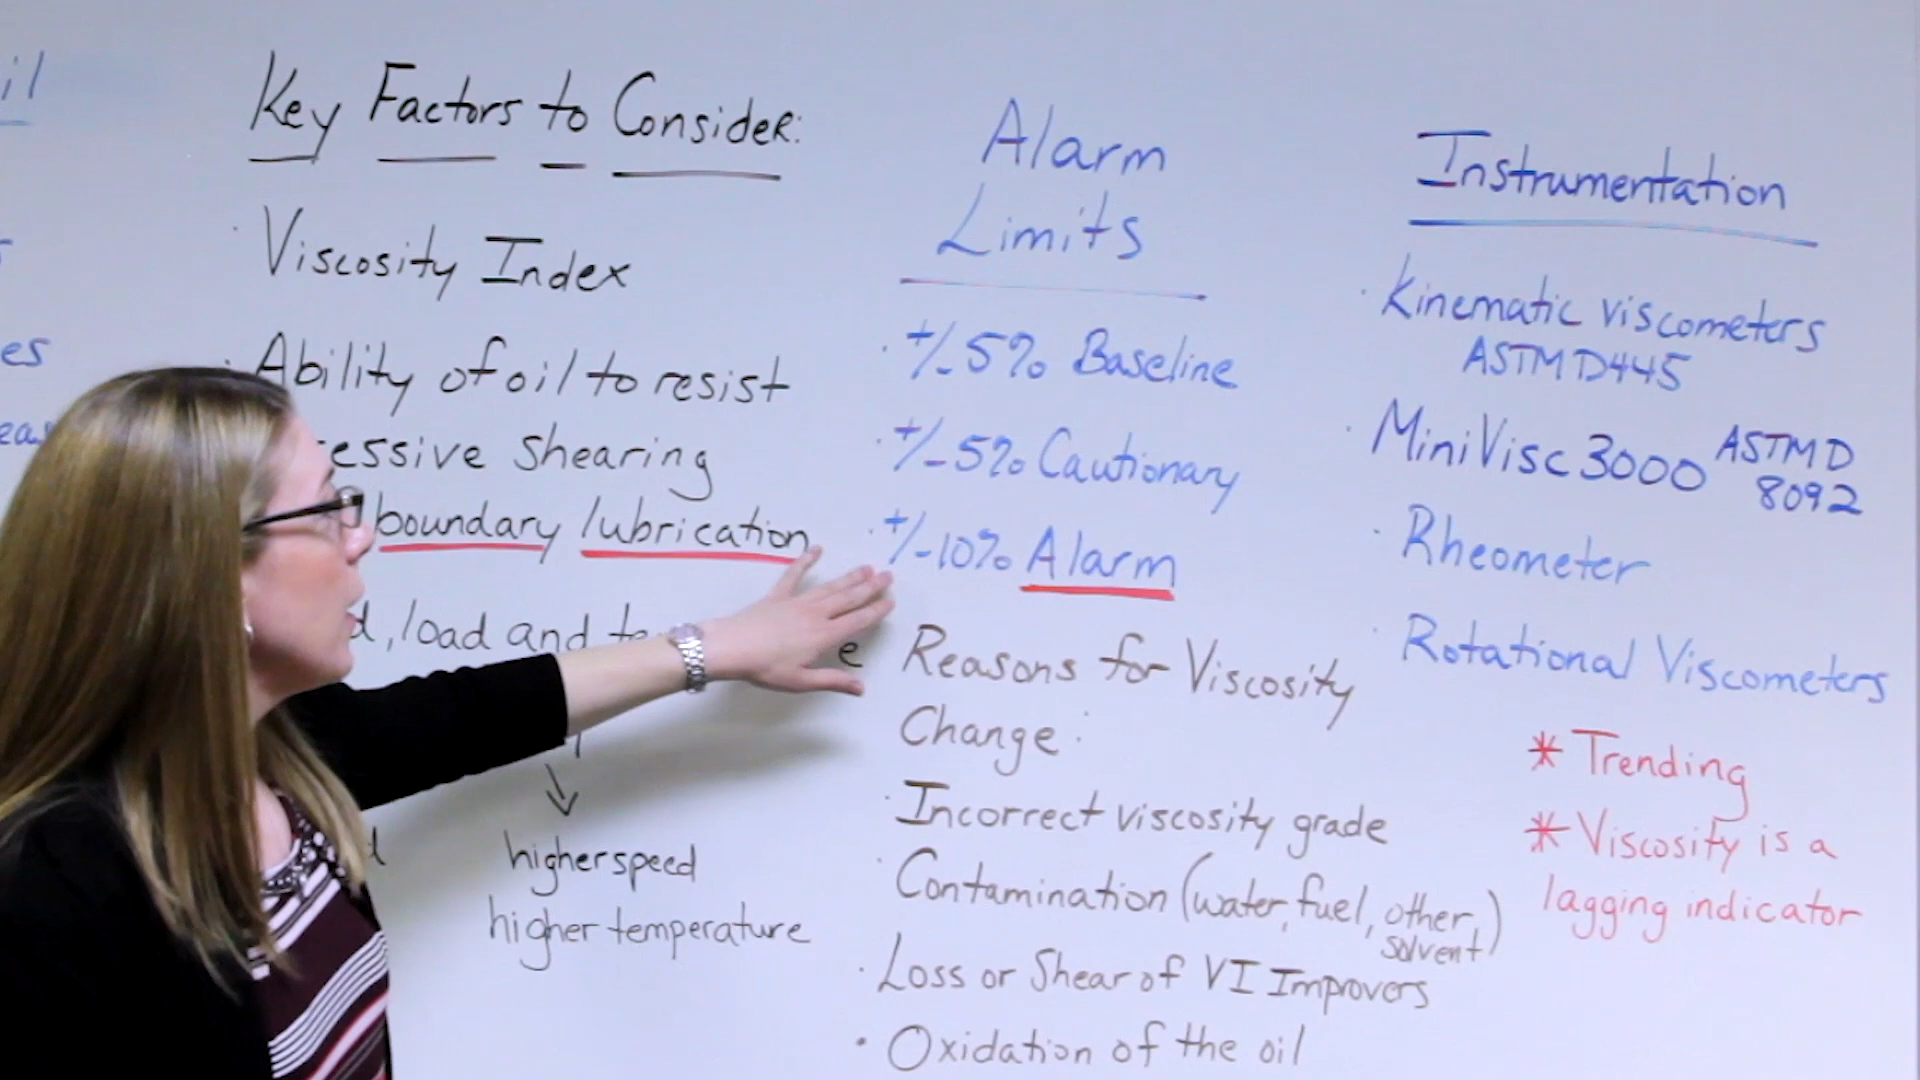 il
es
Key Factors to Consider:
· Viscosity Index
· Ability of oil to resist
essive shearing
boundary lubrication
d, load and te e
higher speed
higher temperature
Alarm
Limits
· +/- 5% Baseline
· +/- 5% Cautionary
· +/- 10% Alarm
Reasons for Viscosity
Change:
· Incorrect viscosity grade
· Contamination (water, fuel, other,
solvent)
· Loss or Shear of VI Improvers
· Oxidation of the oil
Instrumentation
· Kinematic viscometers
ASTM D445
· MiniVisc 3000 ASTM D
8092
· Rheometer
· Rotational Viscometers
* Trending
* Viscosity is a
lagging indicator